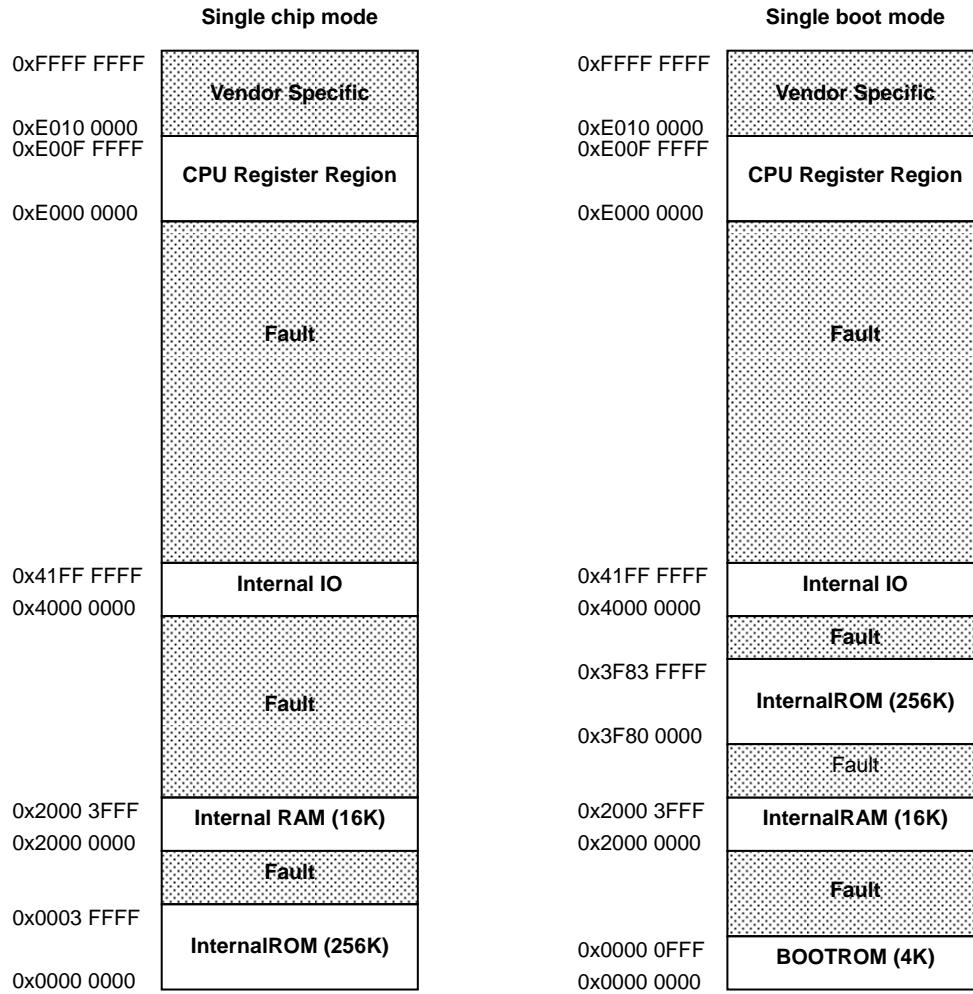 Single chip mode
0xFFFF FFFF
Vendor Specific
0xE010 0000
0xE00F FFFF
CPU Register Region
0xE000 0000
Fault
0x41FF FFFF
Internal IO
0x4000 0000
Fault
0x2000 3FFF
Internal RAM (16K)
0x2000 0000
Fault
0x0003 FFFF
InternalROM (256K)
0x0000 0000
Single boot mode
0xFFFF FFFF
Vendor Specific
0xE010 0000
0xE00F FFFF
CPU Register Region
0xE000 0000
Fault
0x41FF FFFF
Internal IO
0x4000 0000
Fault
0x3F83 FFFF
InternalROM (256K)
0x3F80 0000
Fault
0x2000 3FFF
InternalRAM (16K)
0x2000 0000
Fault
0x0000 0FFF
BOOTROM (4K)
0x0000 0000